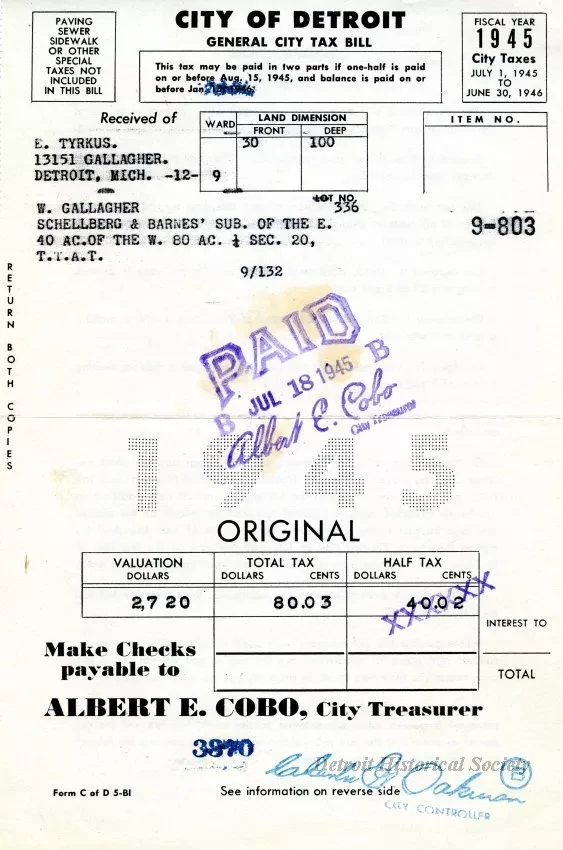 PAVING
SEWER
SIDEWALK
OR OTHER
SPECIAL
TAXES NOT
INCLUDED
IN THIS BILL
CITY OF DETROIT
GENERAL CITY TAX BILL
This tax may be paid in two parts if one-half is paid
on or before Aug. 15, 1945, and balance is paid on or
before Jan.
FISCAL YEAR
1945
City Taxes
JULY 1, 1945
TO
JUNE 30, 1946
Received of
WARD
LAND DIMENSION
FRONT DEEP
ITEM NO.
E. TYRKUS.
30 100
13151 GALLAGHER.
DETROIT, MICH. -12- 9
LOT NO.
W. GALLAGHER 336
SCHELLBERG & BARNES' SUB. OF THE E.
9-803
40 AC.OF THE W. 80 AC. ¼ SEC. 20,
T.T.A.T.
9/132
RETURN BOTH COPIES
PAID
B JUL 18 1945 B
Albert E. Cobo
City Treasurer
1945
ORIGINAL
VALUATION TOTAL TAX HALF TAX
DOLLARS DOLLARS CENTS DOLLARS CENTS
2,720 80.03 40.02
XXXXXXX
INTEREST TO
Make Checks
payable to
TOTAL
ALBERT E. COBO, City Treasurer
3870
Detroit Historical Society
B
Form C of D 5-BI
See information on reverse side
CITY CONTROLLER